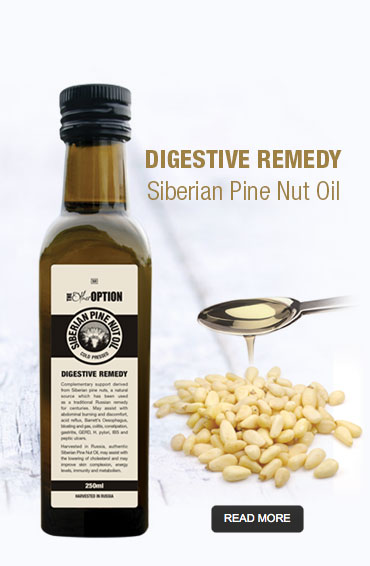 DIGESTIVE REMEDY
Siberian Pine Nut Oil
THE Other OPTION
SIBERIAN PINE NUT OIL
COLD PRESSED
DIGESTIVE REMEDY
Complementary support derived
from Siberian pine nuts, a natural
source which has been used
as a traditional Russian remedy
for centuries. May assist with
abdominal burning and discomfort,
acid reflux, Barrett's Oesophagus,
bloating and gas, colitis, constipation,
gastritis, GERD, H. pylori, IBS and
peptic ulcers.
Harvested in Russia, authentic
Siberian Pine Nut Oil, may assist with
the lowering of cholesterol and may
improve skin complexion, energy
levels, immunity and metabolism.
250ml
HARVESTED IN RUSSIA
READ MORE